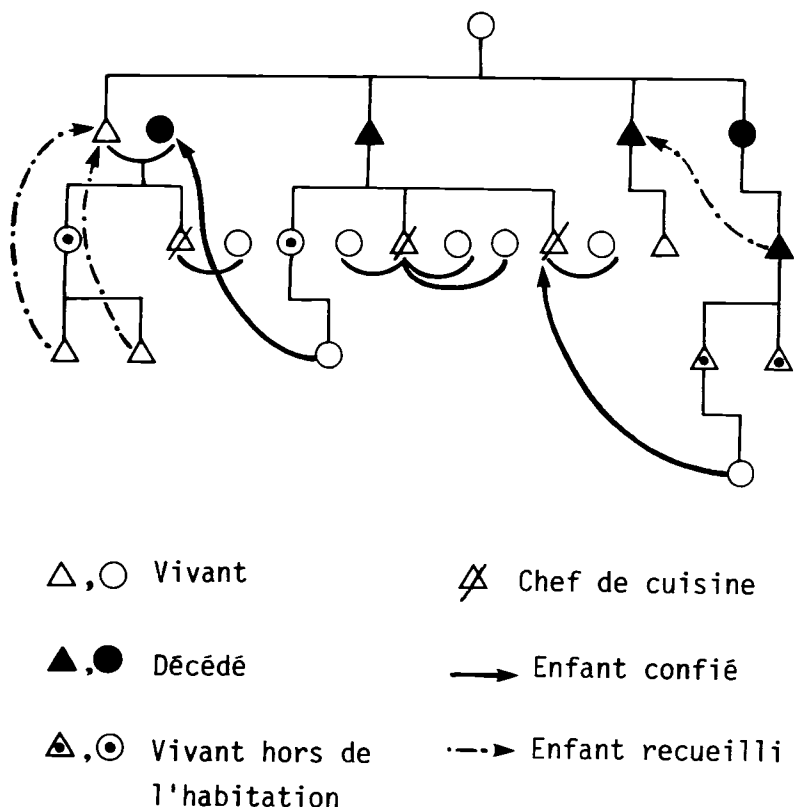 Vivant
Chef de cuisine
Décédé
Enfant confié
Vivant hors de
l'habitation
Enfant recueilli